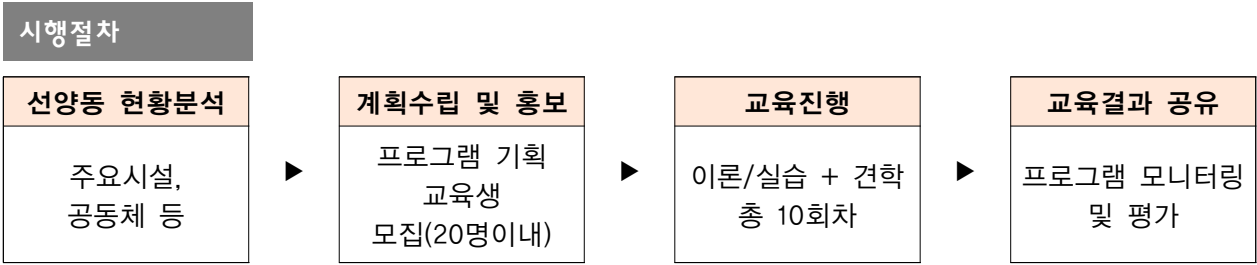 시행절차
선양동 현황분석
주요시설,
공동체 등
▶
계획수립 및 홍보
프로그램 기획
교육생
모집(20명이내)
▶
교육진행
이론/실습 + 견학
총 10회차
▶
교육결과 공유
프로그램 모니터링
및 평가